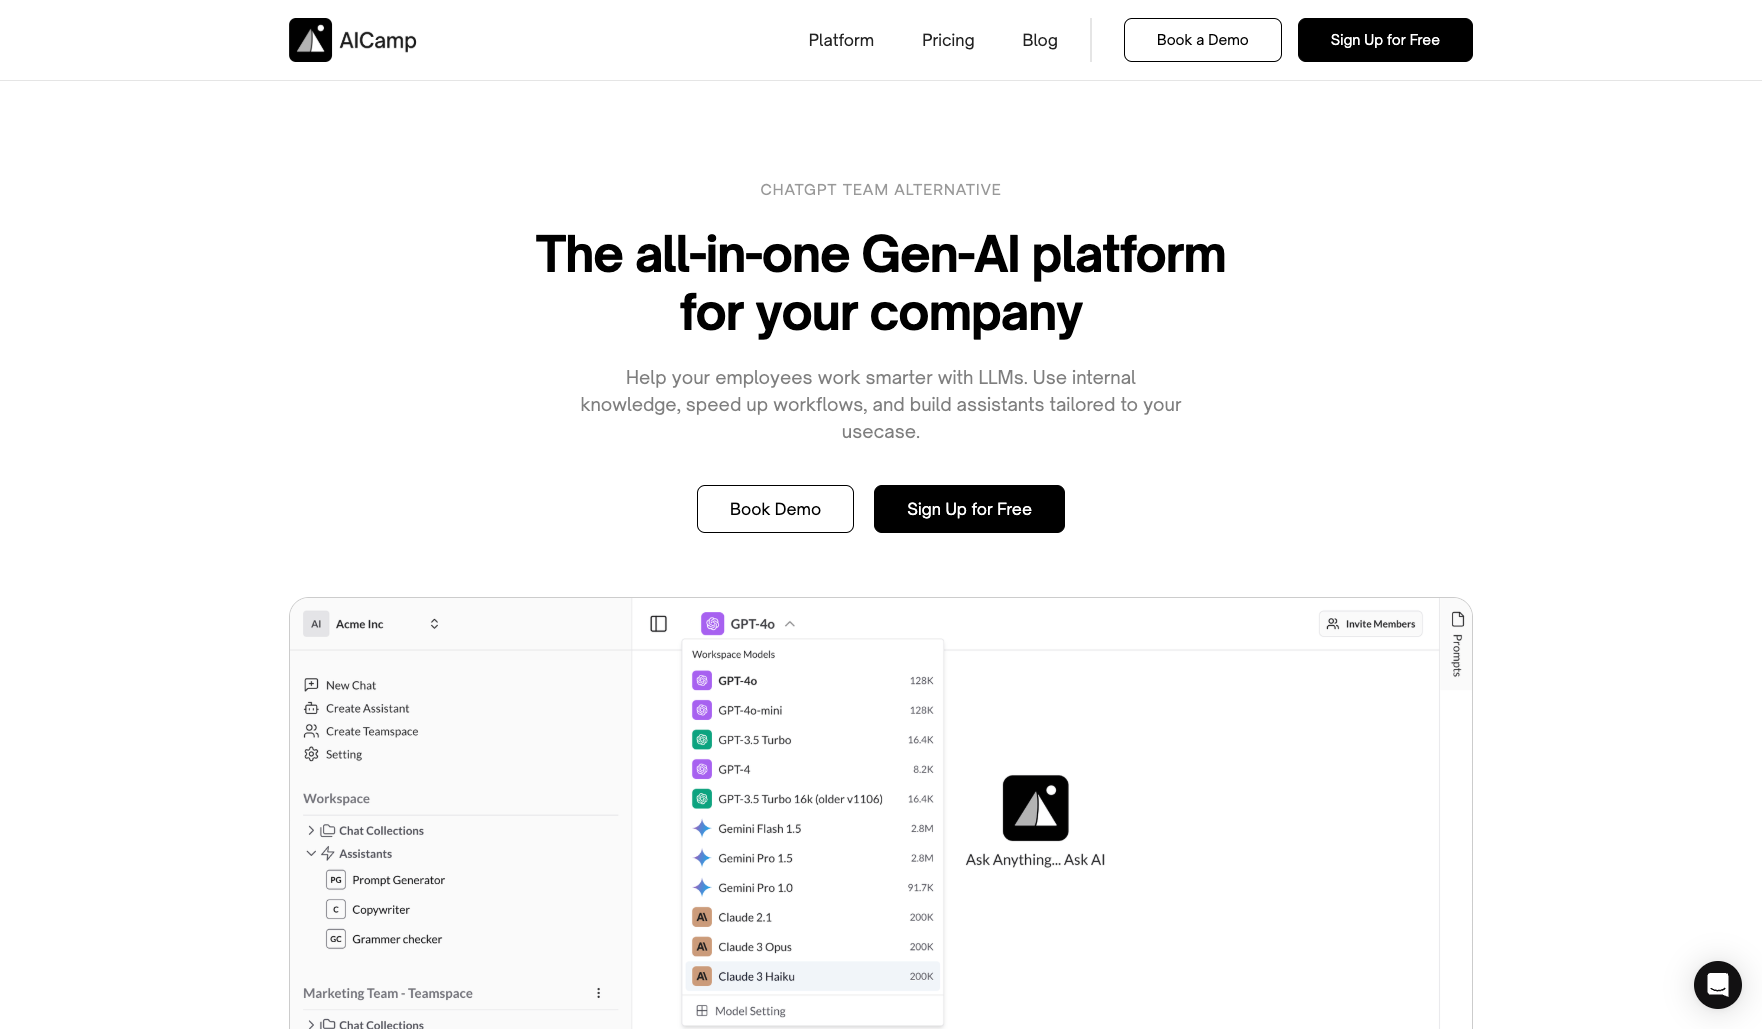 AICamp
Platform
Pricing
Blog
Book a Demo
Sign Up for Free
CHATGPT TEAM ALTERNATIVE
The all-in-one Gen-AI platform
for your company
Help your employees work smarter with LLMs. Use internal
knowledge, speed up workflows, and build assistants tailored to your
usecase.
Book Demo
Sign Up for Free
AI Acme Inc
New Chat
Create Assistant
Create Teamspace
Setting
Workspace
Chat Collections
Assistants
PG Prompt Generator
C Copywriter
GC Grammer checker
Marketing Team - Teamspace
Chat Collections
GPT-4o
Workspace Models
GPT-4o 128K
GPT-4o-mini 128K
GPT-3.5 Turbo 16.4K
GPT-4 8.2K
GPT-3.5 Turbo 16k (older v1106) 16.4K
Gemini Flash 1.5 2.8M
Gemini Pro 1.5 2.8M
Gemini Pro 1.0 91.7K
Claude 2.1 200K
Claude 3 Opus 200K
Claude 3 Haiku 200K
Model Setting
Ask Anything... Ask AI
Invite Members
Prompts